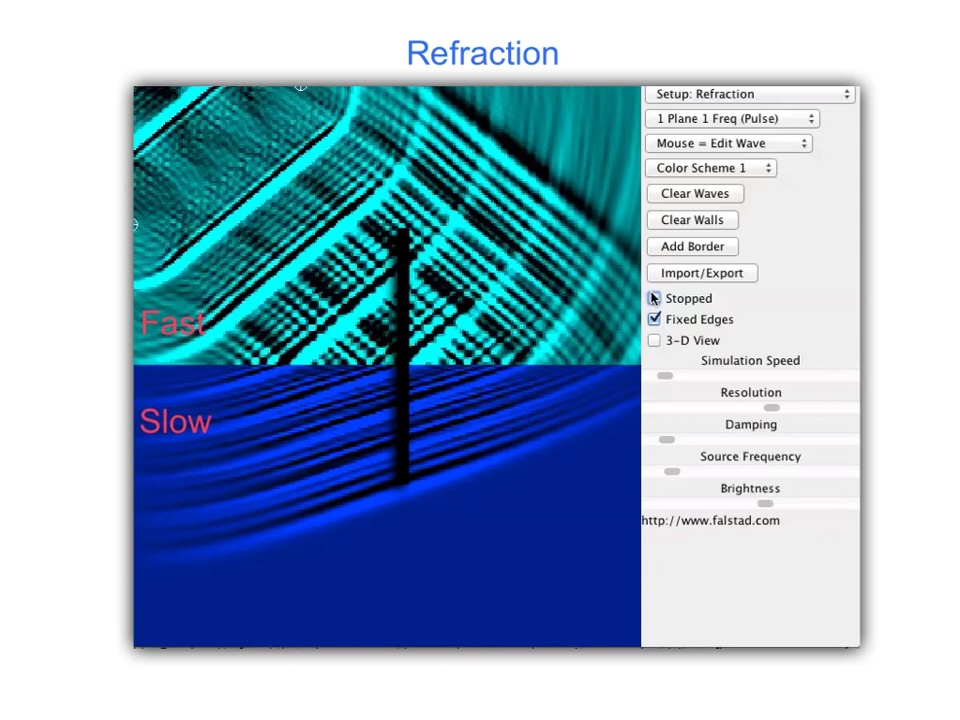 Refraction
Setup: Refraction
1 Plane 1 Freq (Pulse)
Mouse = Edit Wave
Color Scheme 1
Clear Waves
Clear Walls
Add Border
Import/Export
Stopped
Fixed Edges
3-D View
Simulation Speed
Resolution
Damping
Source Frequency
Brightness
http://www.falstad.com
Fast
Slow